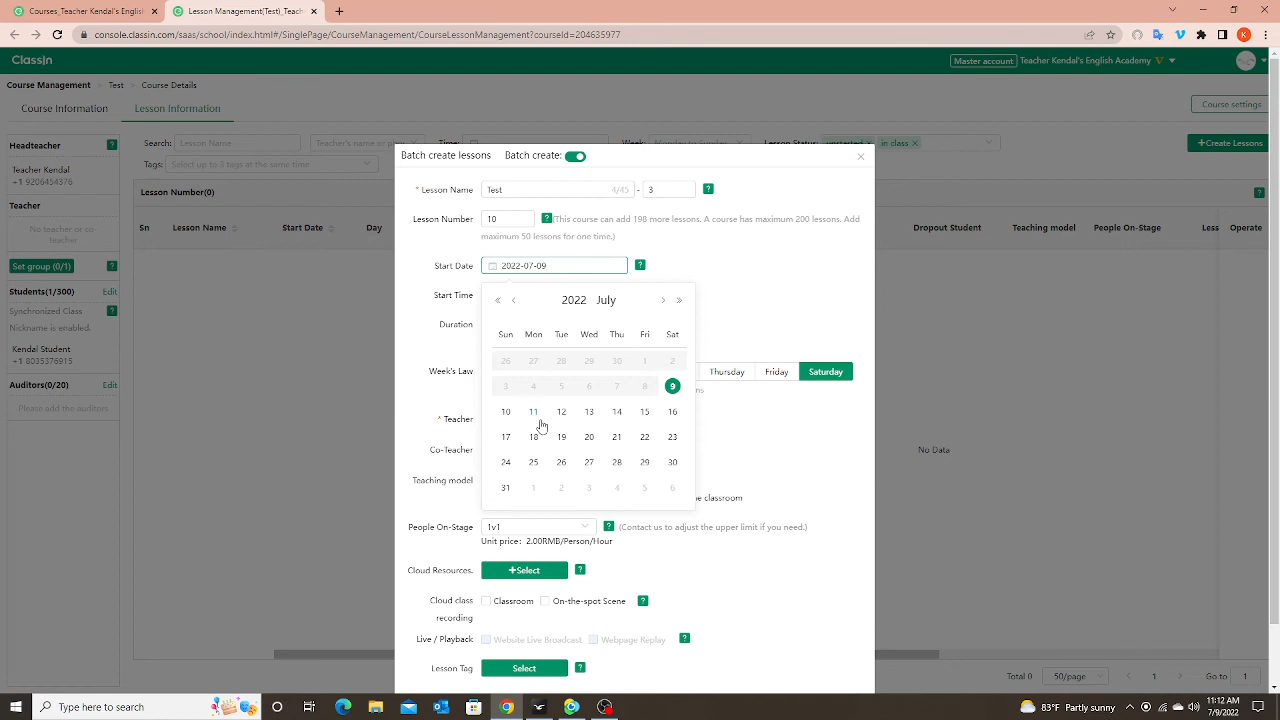 Teacher Kendal's English Academy
Lesson Management(Test)_Teach
console.classin.com/saas/school/index.html#/SinglePage/CourseManagement/CourseLessonManagement?courseId=204635977
K
ClassIn
Master account Teacher Kendal's English Academy V
Course Management > Test > Course Details
Course Information Lesson Information
Course settings
Headteacher ?
Search: Lesson Name Teacher's name or ph Time: Week: Monday to Sunday Lesson Status: unstarted in class
+Create Lessons
Tags: Select up to 3 tags at the same time
Teacher Kendal
+1 9206454376
Teacher
No teacher or co-teacher
Set group (0/1) ?
Students(1/300) Edit
Synchronized Class ?
Nickname is enabled.
Kendal Student
+1 8033376915
Auditors(0/20) Edit
Please add the auditors
Lesson Number(0) ?
Sn Lesson Name Start Date Day
Dropout Student Teaching model People On-Stage Less Operate
No Data
Batch create lessons Batch create:
* Lesson Name Test 4/45 - 3 ?
Lesson Number 10 ? (This course can add 198 more lessons. A course has maximum 200 lessons. Add
maximum 50 lessons for one time.)
Start Date 2022-07-09 ?
Start Time
Duration
Week's Law
Thursday Friday Saturday
ns
* Teacher
Co-Teacher
Teaching model
e classroom
2022 July
Sun Mon Tue Wed Thu Fri Sat
26 27 28 29 30 1 2
3 4 5 6 7 8 9
10 11 12 13 14 15 16
17 18 19 20 21 22 23
24 25 26 27 28 29 30
31 1 2 3 4 5 6
People On-Stage 1v1 ? (Contact us to adjust the upper limit if you need.)
Unit price: 2.00RMB/Person/Hour
Cloud Resources. +Select ?
Cloud class
recording
Classroom On-the-spot Scene ?
Live / Playback Website Live Broadcast Webpage Replay ?
Lesson Tag Select ?
Total 0 50/page 1 Go to 1
Type here to search
83°F Partly sunny
11:12 AM
7/9/2022